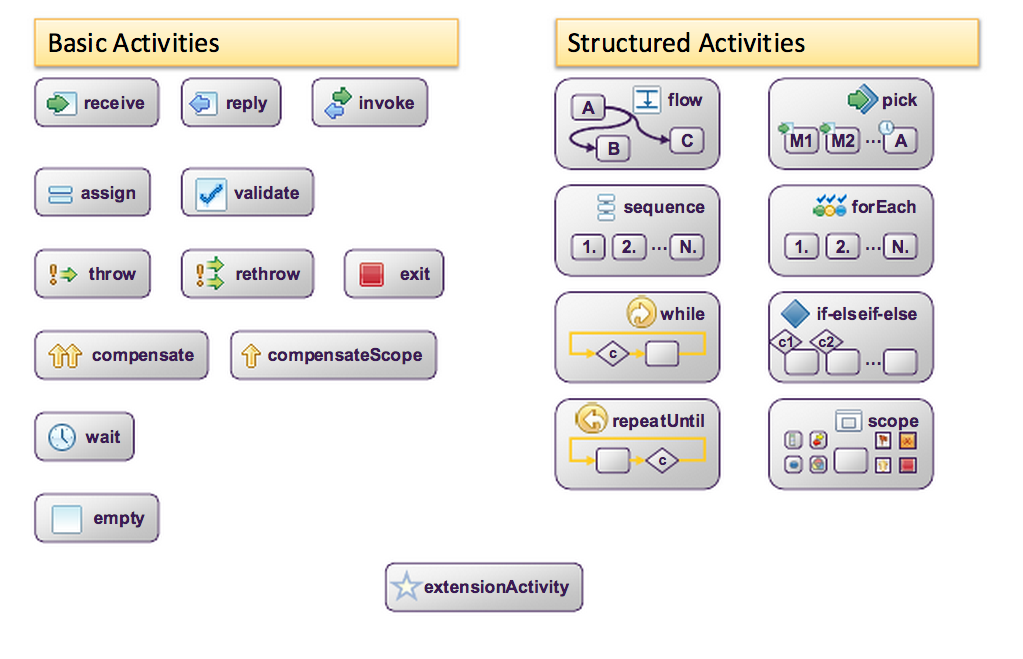 Basic Activities
receive reply invoke
assign validate
throw rethrow exit
compensate compensateScope
wait
empty
Structured Activities
flow
A
B
C
pick
M1 M2 ... A
sequence
1. 2. ... N.
forEach
1. 2. ... N.
while
c
if-elseif-else
c1 c2
...
repeatUntil
c
scope
extensionActivity